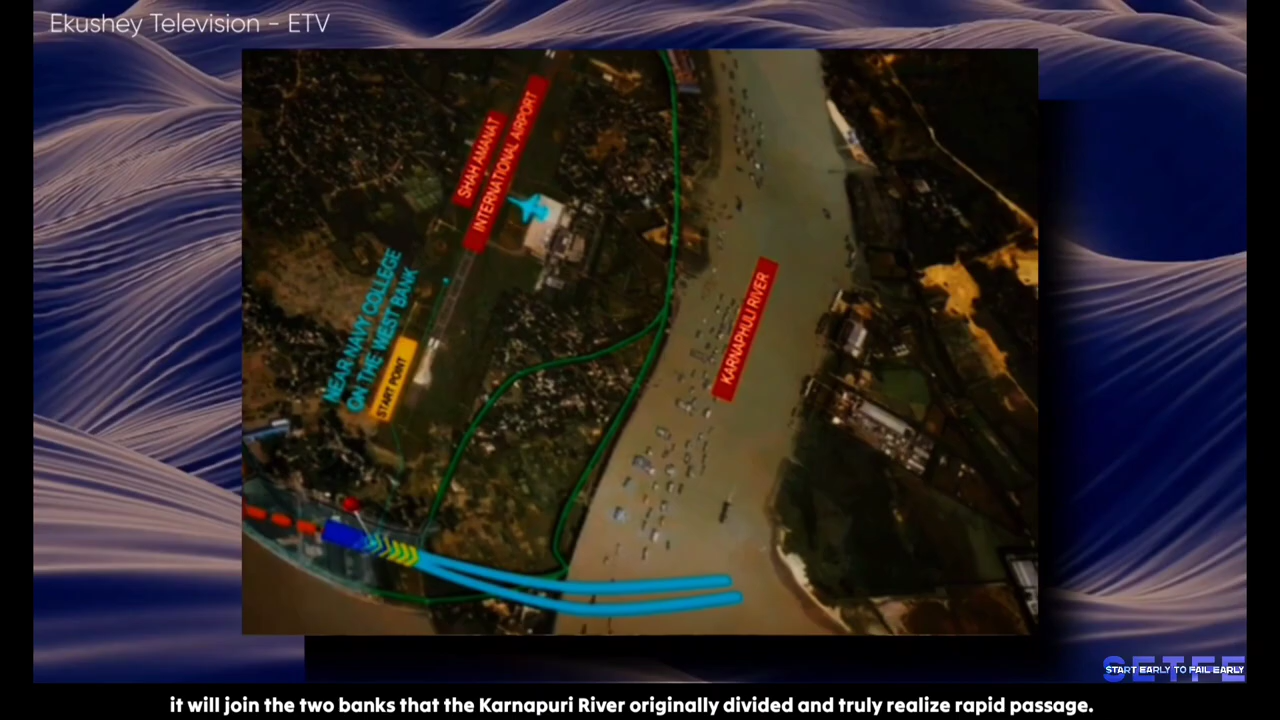 Ekushey Television - ETV
SHAH AMANAT
INTERNATIONAL AIRPORT
NEAR NAVY COLLEGE
ON THE WEST BANK
START POINT
KARNAPHULI RIVER
SETFE
START EARLY TO FAIL EARLY
it will join the two banks that the Karnapuri River originally divided and truly realize rapid passage.